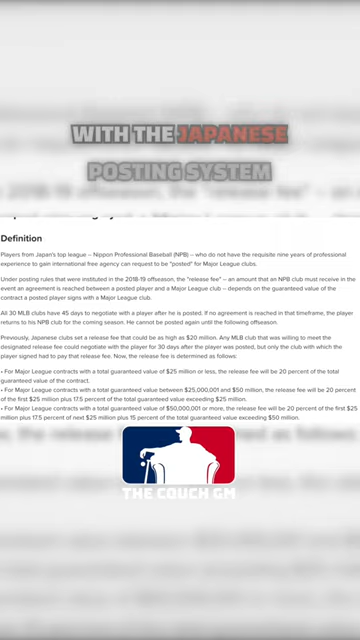 WITH THE JAPANESE
POSTING SYSTEM
Definition
Players from Japan's top league -- Nippon Professional Baseball (NPB) -- who do not have the requisite nine years of professional
experience to gain international free agency can request to be "posted" for Major League clubs.
Under posting rules that were instituted in the 2018-19 offseason, the "release fee" -- an amount that an NPB club must receive in the
event an agreement is reached between a posted player and a Major League club -- depends on the guaranteed value of the
contract a posted player signs with a Major League club.
All 30 MLB clubs have 45 days to negotiate with a player after he is posted. If no agreement is reached in that timeframe, the player
returns to his NPB club for the coming season. He cannot be posted again until the following offseason.
Previously, Japanese clubs set a release fee that could be as high as $20 million. Any MLB club that was willing to meet the
designated release fee could negotiate with the player for 30 days after the player was posted, but only the club with which the
player signed had to pay that release fee. Now, the release fee is determined as follows:
• For Major League contracts with a total guaranteed value of $25 million or less, the release fee will be 20 percent of the total
guaranteed value of the contract.
• For Major League contracts with a total guaranteed value between $25,000,001 and $50 million, the release fee will be 20 percent
of the first $25 million plus 17.5 percent of the total guaranteed value exceeding $25 million.
• For Major League contracts with a total guaranteed value of $50,000,001 or more, the release fee will be 20 percent of the first $25
million plus 17.5 percent of next $25 million plus 15 percent of the total guaranteed value exceeding $50 million.
THE COUCH GM